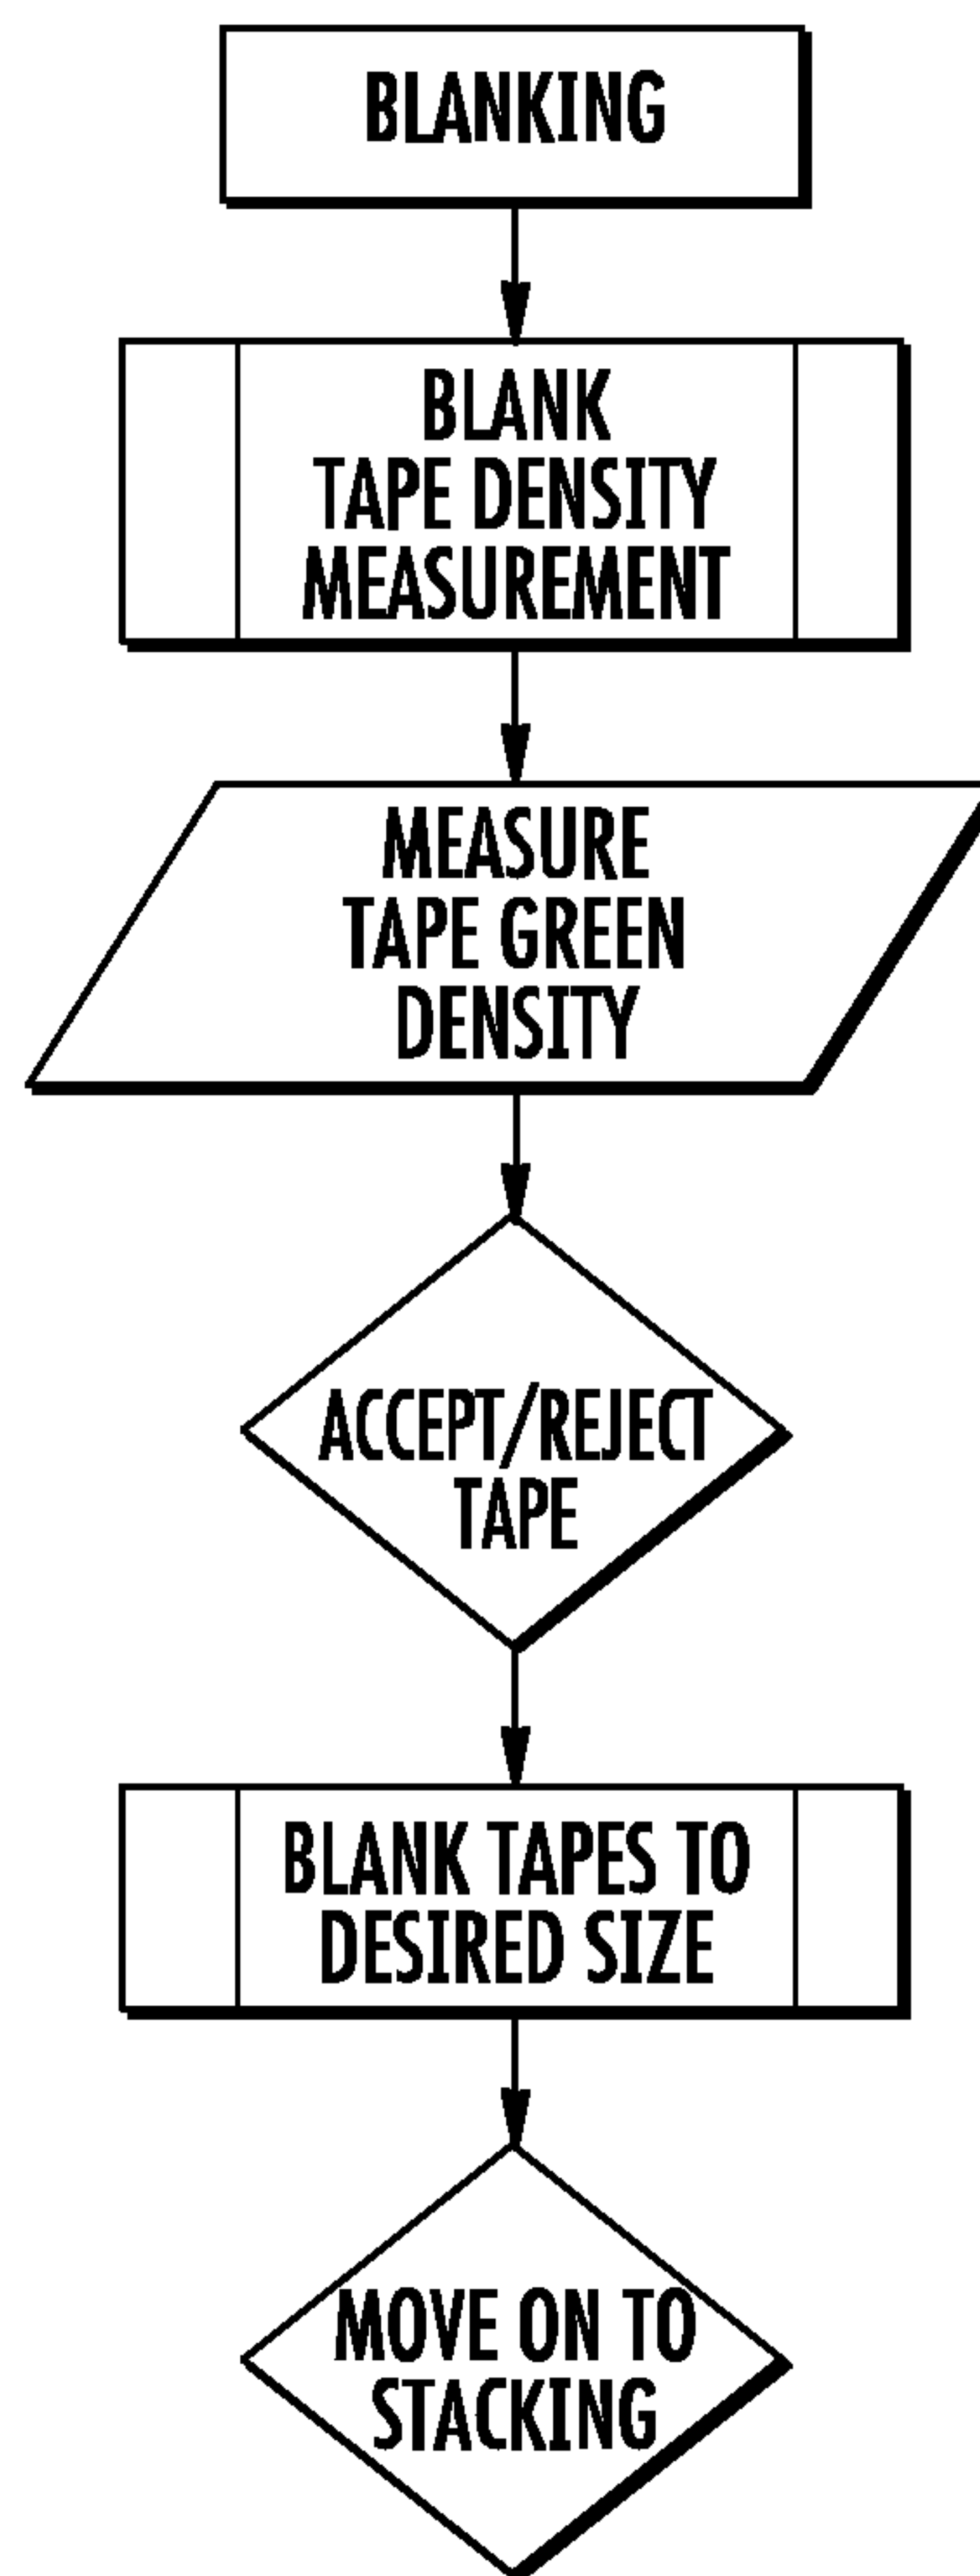 BLANKING
BLANK
TAPE DENSITY
MEASUREMENT
MEASURE
TAPE GREEN
DENSITY
ACCEPT/REJECT
TAPE
BLANK TAPES TO
DESIRED SIZE
MOVE ON TO
STACKING